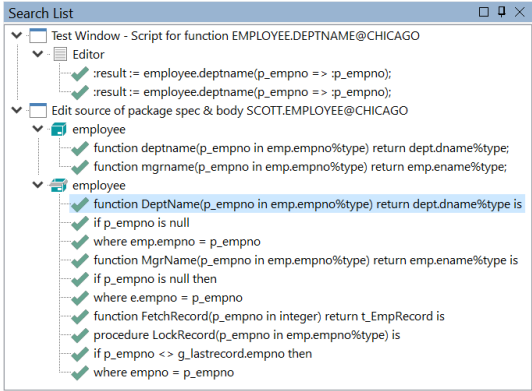 Search List
Test Window - Script for function EMPLOYEE.DEPTNAME@CHICAGO
Editor
:result := employee.deptname(p_empno => :p_empno);
:result := employee.deptname(p_empno => :p_empno);
Edit source of package spec & body SCOTT.EMPLOYEE@CHICAGO
employee
function deptname(p_empno in emp.empno%type) return dept.dname%type;
function mgrname(p_empno in emp.empno%type) return emp.ename%type;
employee
function DeptName(p_empno in emp.empno%type) return dept.dname%type is
if p_empno is null
where emp.empno = p_empno
function MgrName(p_empno in emp.empno%type) return emp.ename%type is
if p_empno is null then
where e.empno = p_empno
function FetchRecord(p_empno in integer) return t_EmpRecord is
procedure LockRecord(p_empno in emp.empno%type) is
if p_empno <> g_lastrecord.empno then
where empno = p_empno